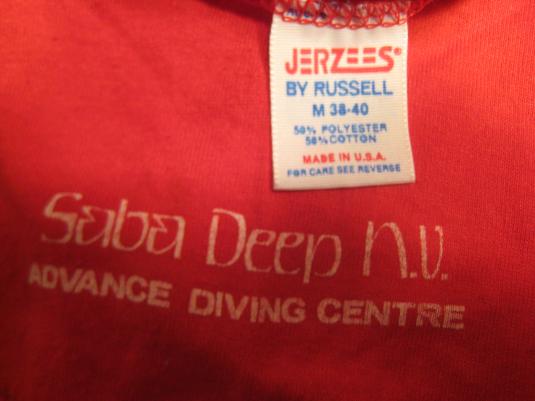 JERZEES®
BY RUSSELL
M 38-40
50% POLYESTER
50% COTTON
MADE IN U.S.A.
FOR CARE SEE REVERSE
Saba Deep N.V.
ADVANCE DIVING CENTRE